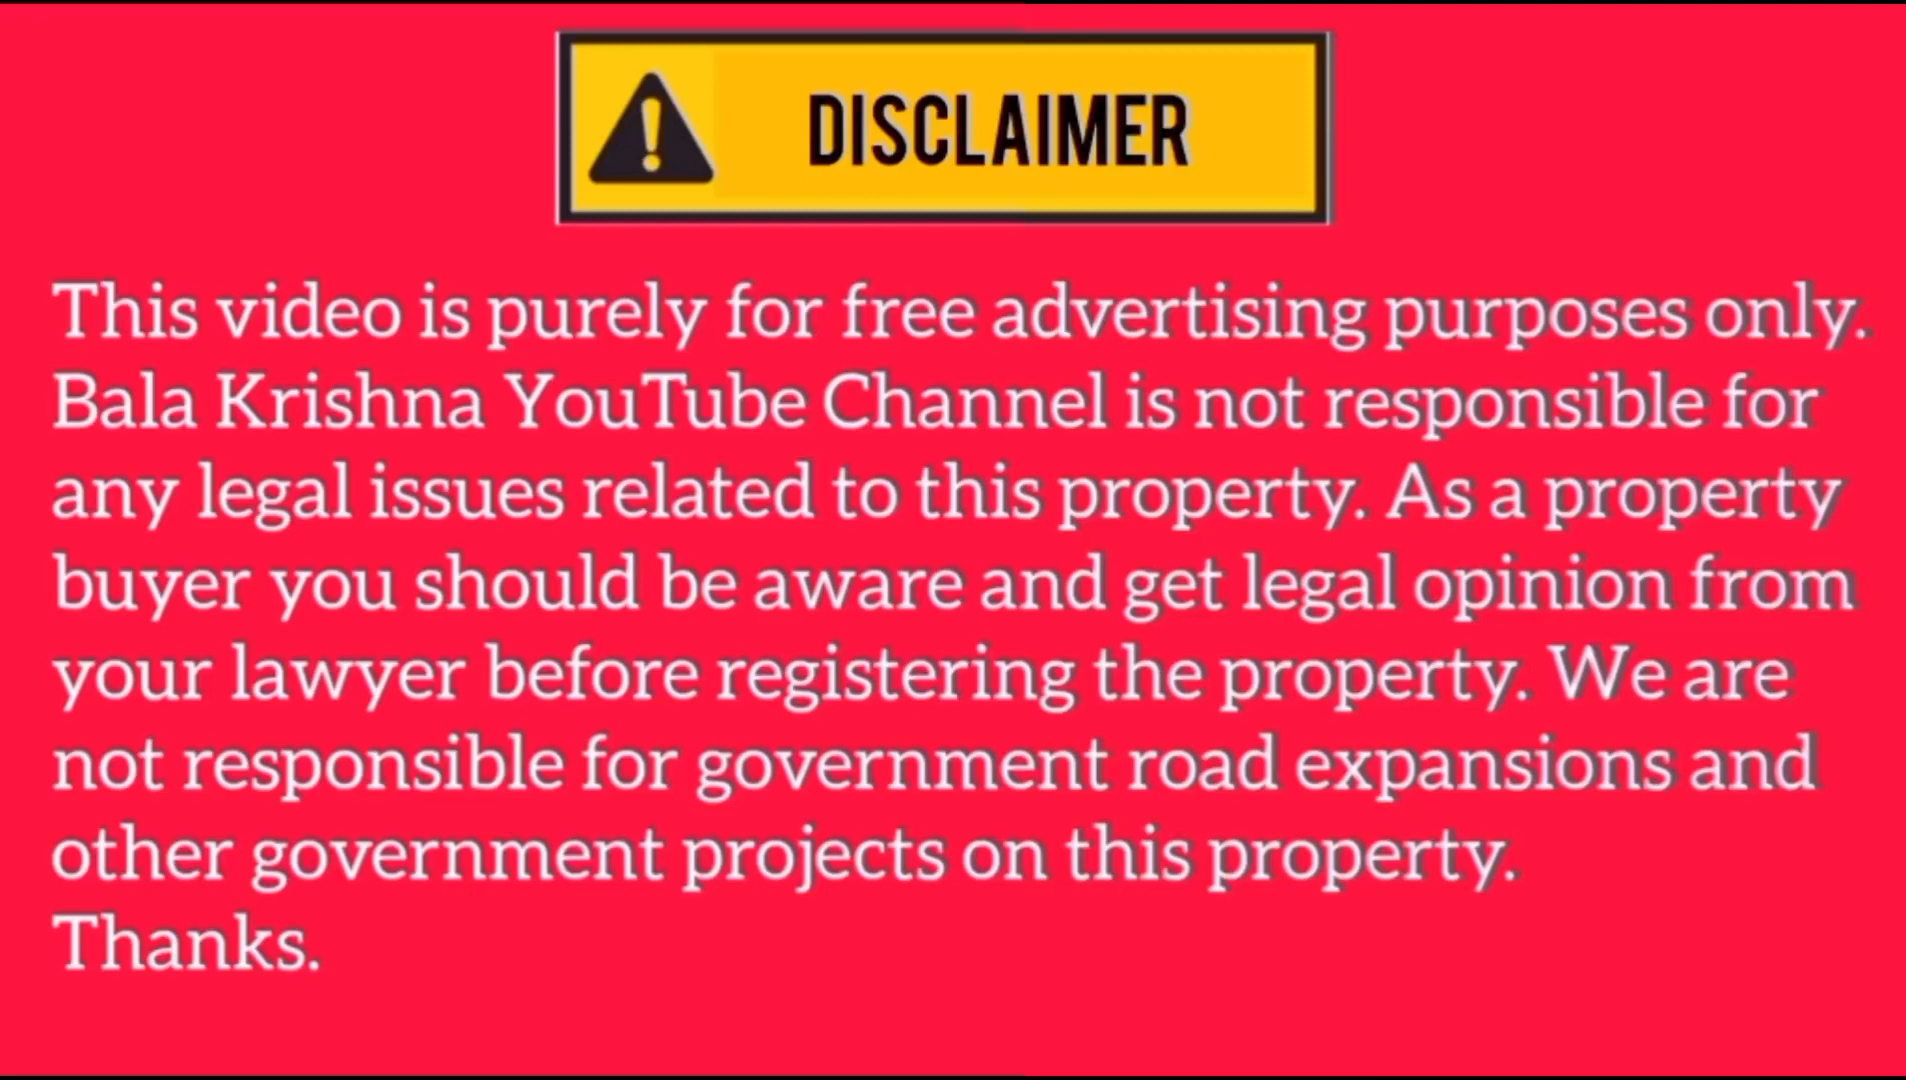 DISCLAIMER
This video is purely for free advertising purposes only.
Bala Krishna YouTube Channel is not responsible for
any legal issues related to this property. As a property
buyer you should be aware and get legal opinion from
your lawyer before registering the property. We are
not responsible for government road expansions and
other government projects on this property.
Thanks.